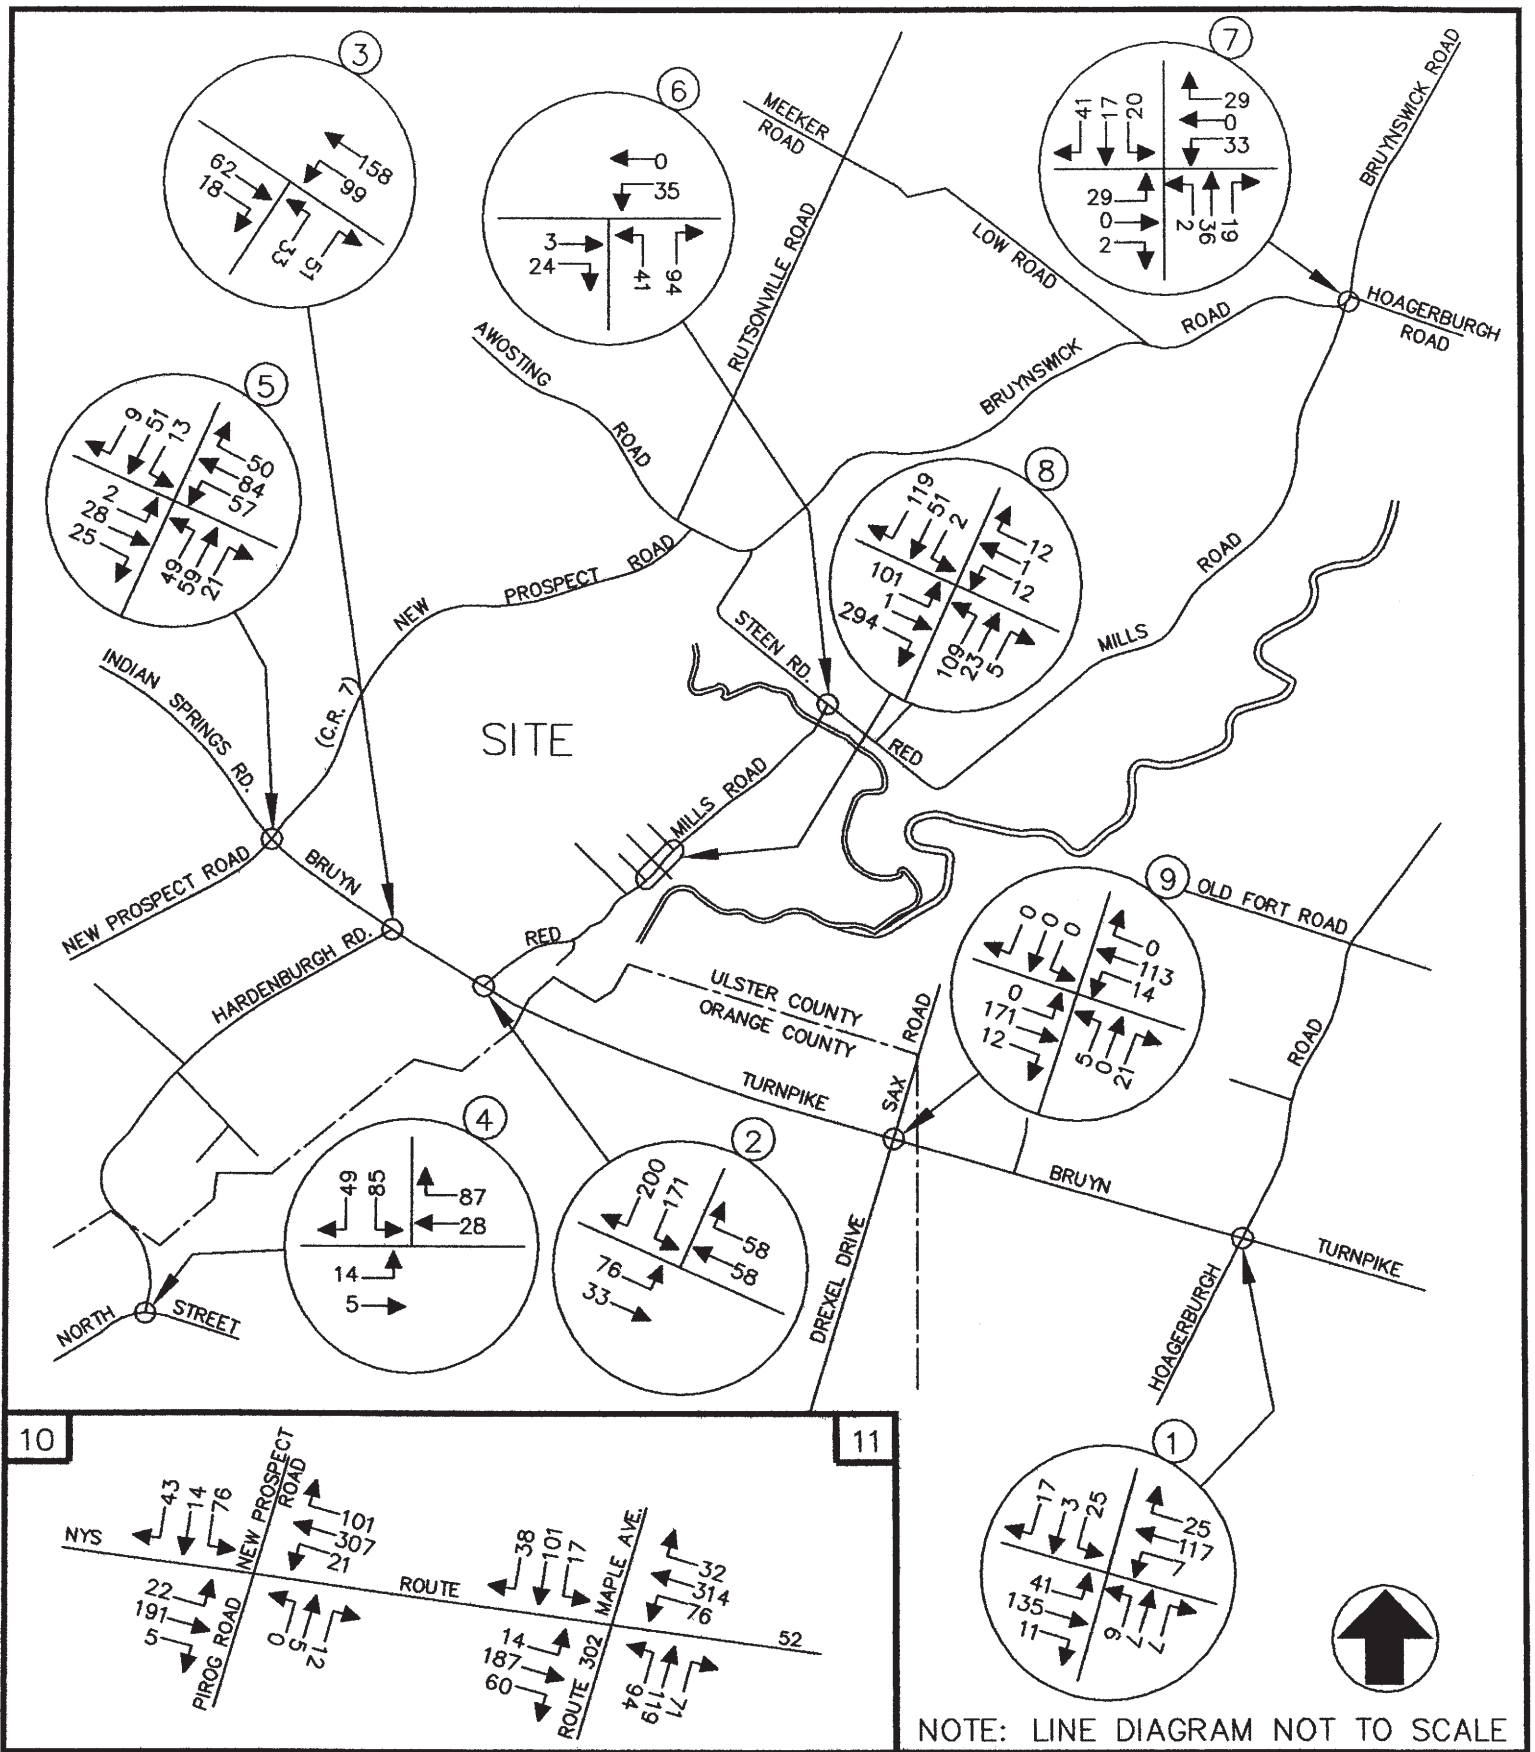 3
62
18
158
99
33
51
6
0
35
3
24
41
94
7
41
17
20
29
0
33
29
0
2
2
36
19
MEEKER
ROAD
LOW ROAD
RUTSONVILLE ROAD
BRUYNSWICK ROAD
HOAGERBURGH
ROAD
BRUYNSWICK
ROAD
AWOSTING
ROAD
5
9
51
13
50
84
57
2
28
25
49
59
21
8
119
51
2
12
1
12
101
1
294
109
23
5
NEW
PROSPECT
ROAD
(C.R. 7)
INDIAN SPRINGS RD.
SITE
STEEN RD.
RED
MILLS
ROAD
MILLS ROAD
RED
NEW PROSPECT ROAD
BRUYN
HARDENBURGH RD.
ULSTER COUNTY
ORANGE COUNTY
TURNPIKE
SAX
ROAD
9
0
0
0
0
113
14
0
171
12
5
0
21
OLD FORT ROAD
ROAD
BRUYN
TURNPIKE
HOAGERBURGH
DREXEL DRIVE
4
49
85
87
28
14
5
2
200
171
58
58
76
33
NORTH
STREET
1
17
3
25
25
117
7
41
135
11
9
7
7
10
11
NYS
ROUTE
52
NEW PROSPECT
ROAD
PIROG ROAD
43
14
76
101
307
21
22
191
5
0
5
12
MAPLE AVE.
ROUTE 302
38
101
17
32
314
76
14
187
60
94
119
71
NOTE: LINE DIAGRAM NOT TO SCALE